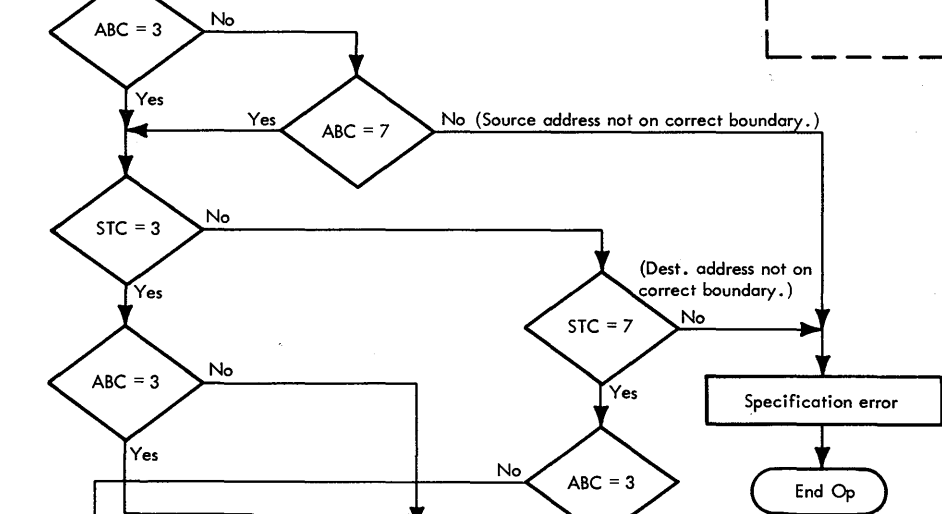 ABC = 3
No
Yes
Yes
ABC = 7
No (Source address not on correct boundary.)
STC = 3
No
Yes
(Dest. address not on
correct boundary.)
STC = 7
No
ABC = 3
No
Yes
Specification error
Yes
No
ABC = 3
End Op